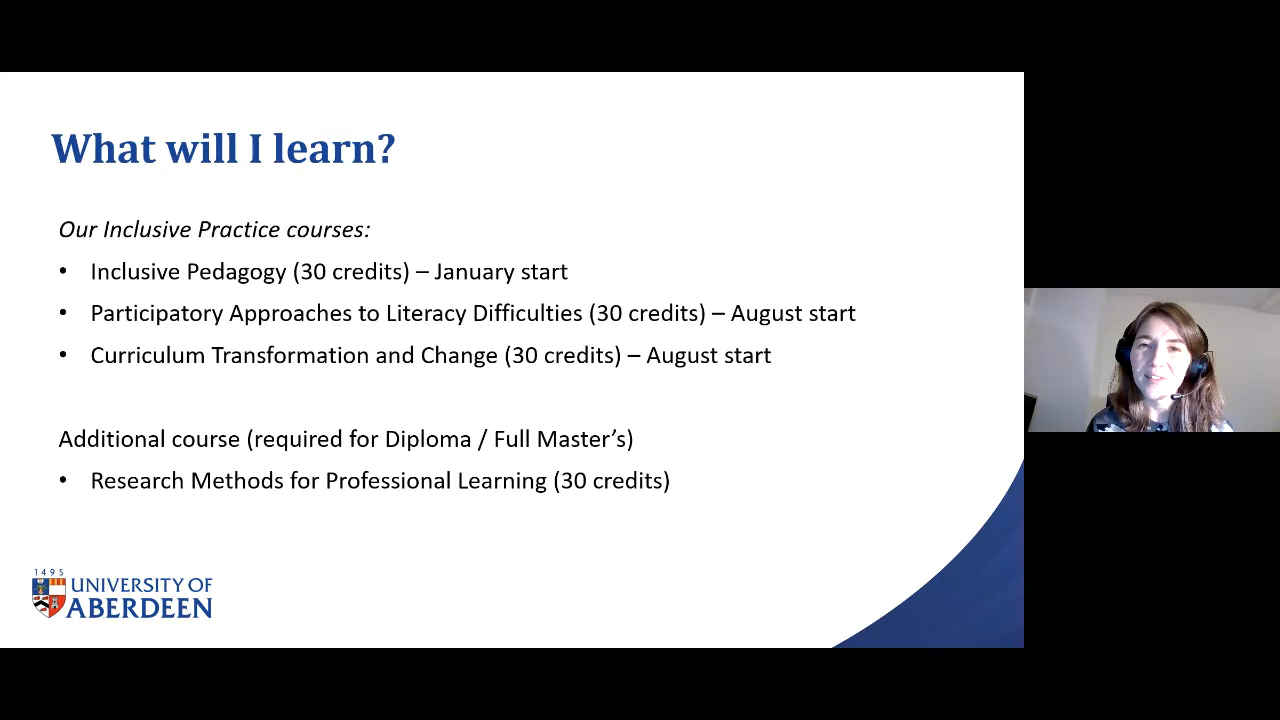 What will I learn?
Our Inclusive Practice courses:
• Inclusive Pedagogy (30 credits) – January start
• Participatory Approaches to Literacy Difficulties (30 credits) – August start
• Curriculum Transformation and Change (30 credits) – August start
Additional course (required for Diploma / Full Master’s)
• Research Methods for Professional Learning (30 credits)
1495
UNIVERSITY OF
ABERDEEN